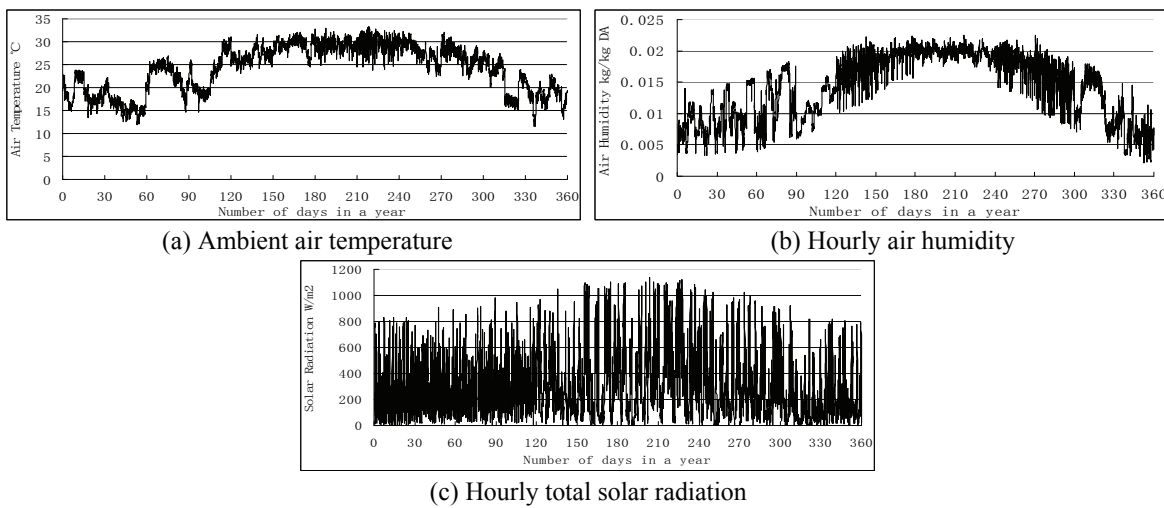 35
30
25
20
15
10
5
0
Air Temperature ℃
0 30 60 90 120 150 180 210 240 270 300 330 360
Number of days in a year
(a) Ambient air temperature
0.025
0.02
0.015
0.01
0.005
0
Air Humidity kg/kg DA
0 30 60 90 120 150 180 210 240 270 300 330 360
Number of days in a year
(b) Hourly air humidity
1200
1000
800
600
400
200
0
Solar Radiation W/m2
0 30 60 90 120 150 180 210 240 270 300 330 360
Number of days in a year
(c) Hourly total solar radiation